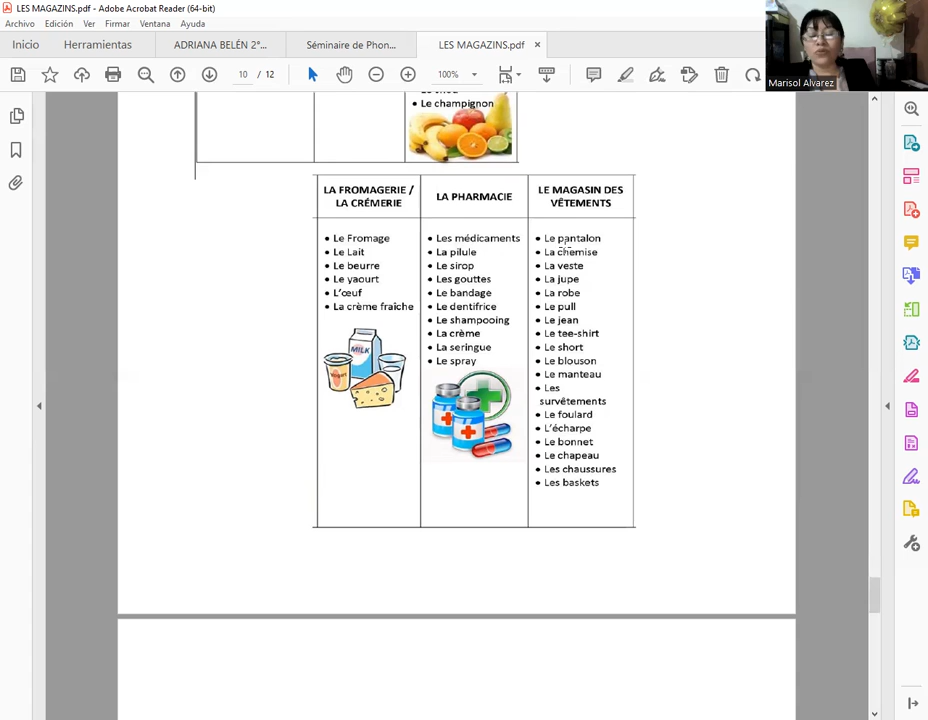 LES MAGAZINS.pdf - Adobe Acrobat Reader (64-bit)
Archivo Edición Ver Firmar Ventana Ayuda
Inicio Herramientas ADRIANA BELÉN 2°... Séminaire de Phon... LES MAGAZINS.pdf ×
10 / 12 100%
Marisol Alvarez
• Le champignon
LA FROMAGERIE /
LA CRÉMERIE
• Le Fromage
• Le Lait
• Le beurre
• Le yaourt
• L'œuf
• La crème fraîche
MILK
LA PHARMACIE
• Les médicaments
• La pilule
• Le sirop
• Les gouttes
• Le bandage
• Le dentifrice
• Le shampooing
• La crème
• La seringue
• Le spray
LE MAGASIN DES
VÊTEMENTS
• Le pantalon
• La chemise
• La veste
• La jupe
• La robe
• Le pull
• Le jean
• Le tee-shirt
• Le short
• Le blouson
• Le manteau
• Les
survêtements
• Le foulard
• L'écharpe
• Le bonnet
• Le chapeau
• Les chaussures
• Les baskets